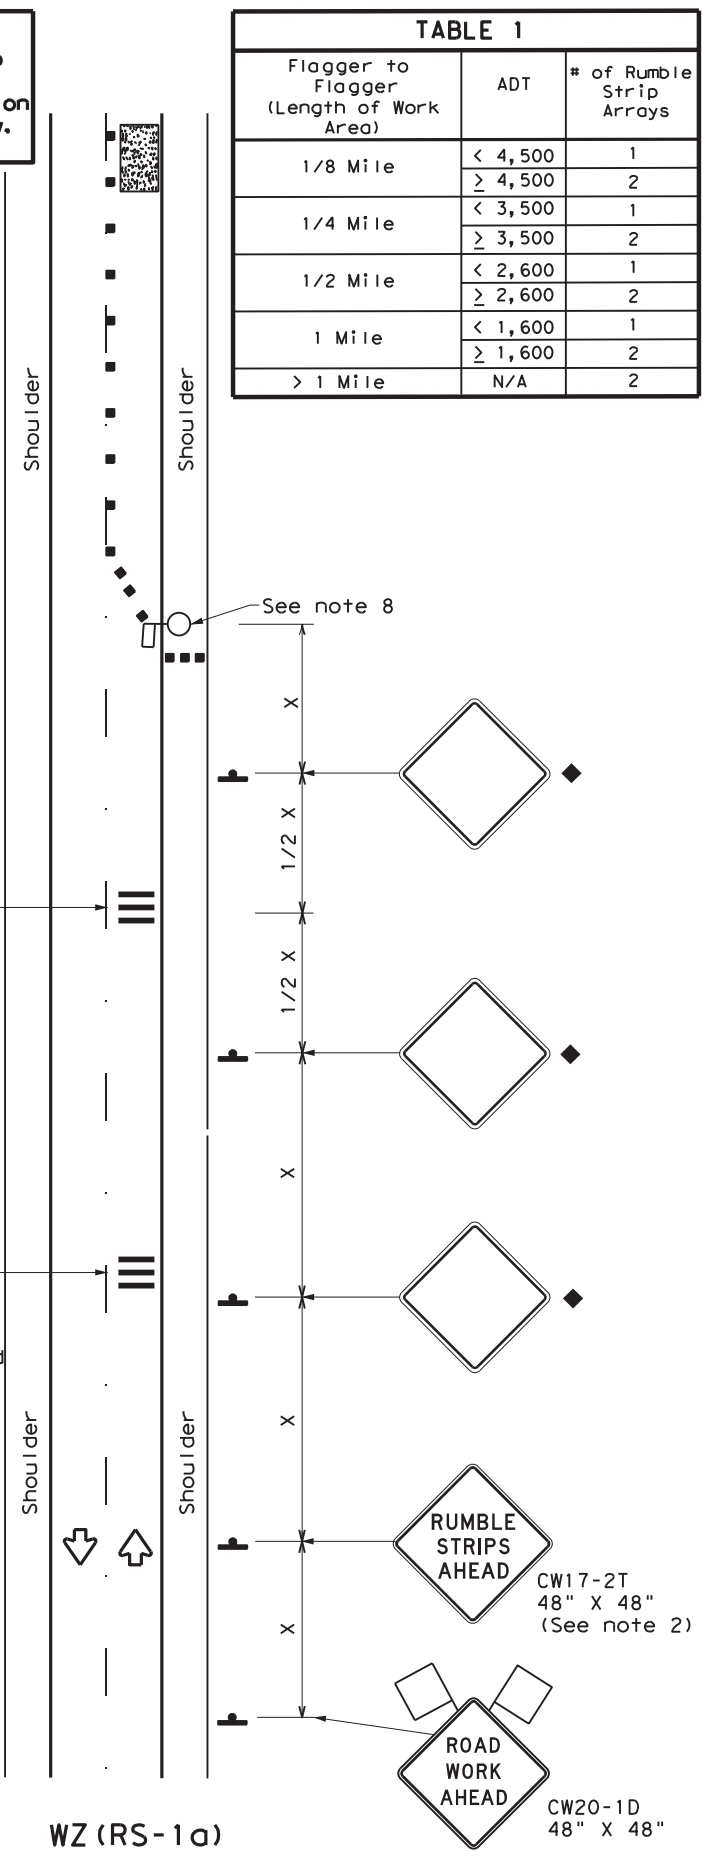 on
TABLE 1
Flagger to
Flagger
(Length of Work
Area)
ADT
# of Rumble
Strip
Arrays
1/8 Mile
< 4,500
1
≥ 4,500
2
1/4 Mile
< 3,500
1
≥ 3,500
2
1/2 Mile
< 2,600
1
≥ 2,600
2
1 Mile
< 1,600
1
≥ 1,600
2
> 1 Mile
N/A
2
Shoulder
Shoulder
See note 8
X
1/2 X
1/2 X
X
X
Shoulder
Shoulder
RUMBLE
STRIPS
AHEAD
CW17-2T
48" X 48"
(See note 2)
X
ROAD
WORK
AHEAD
CW20-1D
48" X 48"
WZ(RS-1a)